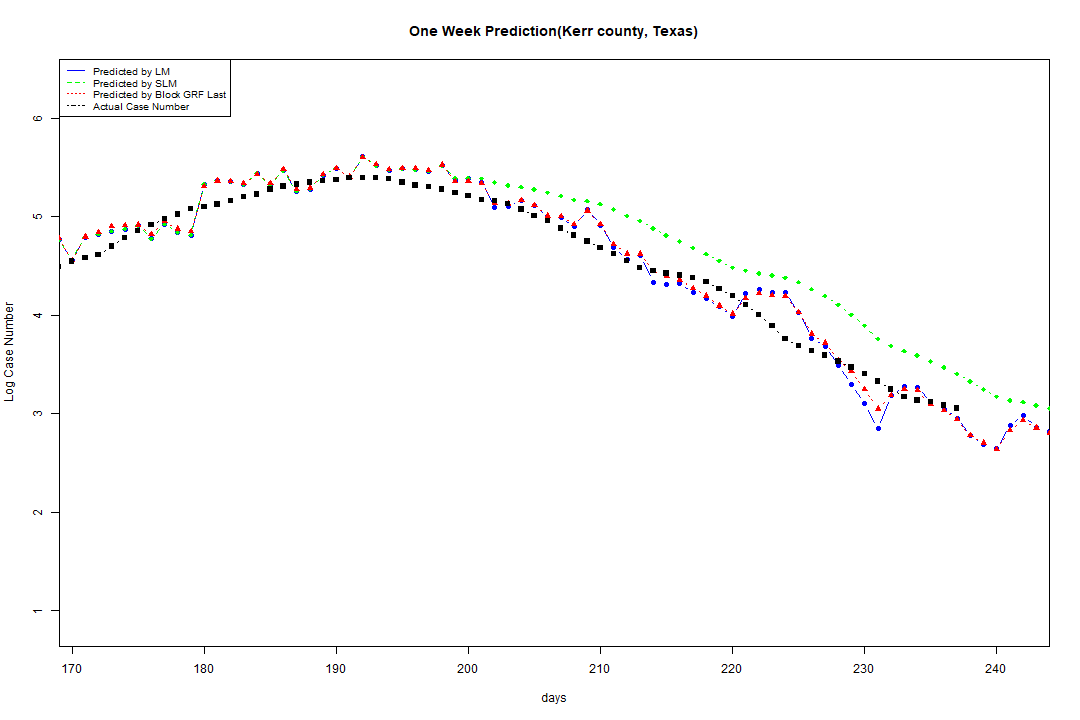 One Week Prediction(Kerr county, Texas)
Predicted by LM
Predicted by SLM
Predicted by Block GRF Last
Actual Case Number
6
5
4
3
2
1
Log Case Number
170 180 190 200 210 220 230 240
days